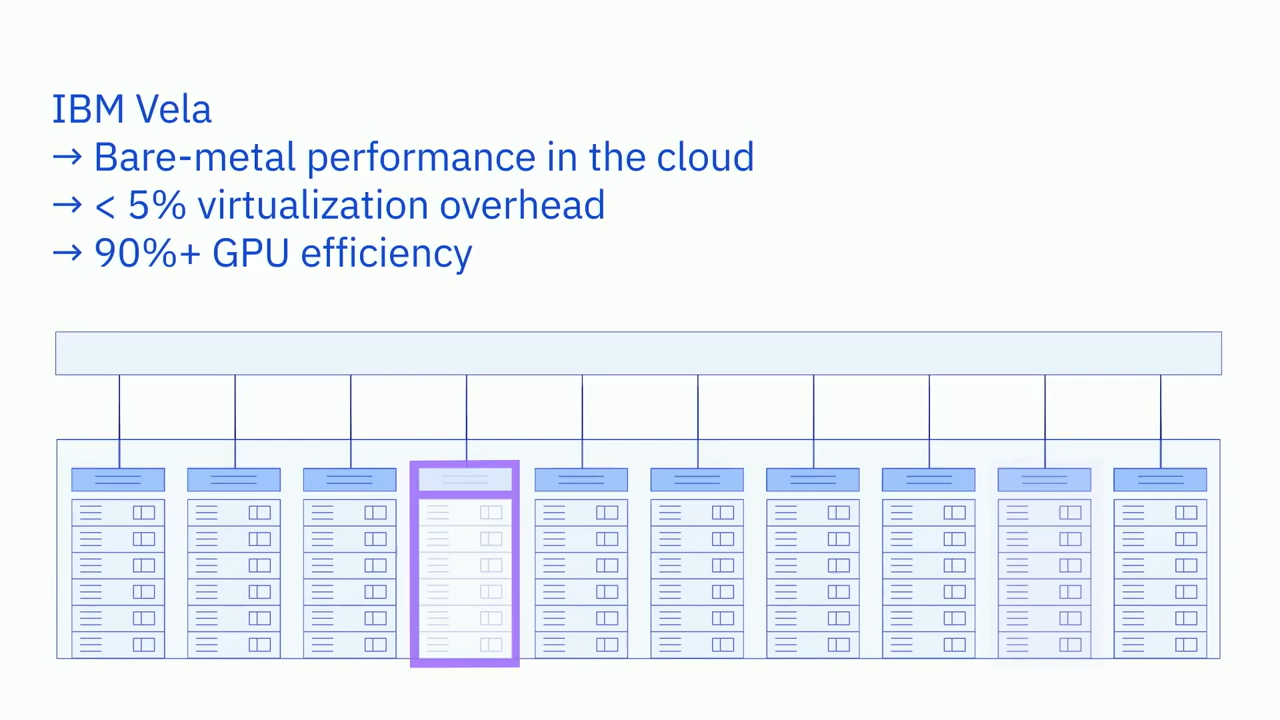 IBM Vela
→ Bare-metal performance in the cloud
→ < 5% virtualization overhead
→ 90%+ GPU efficiency